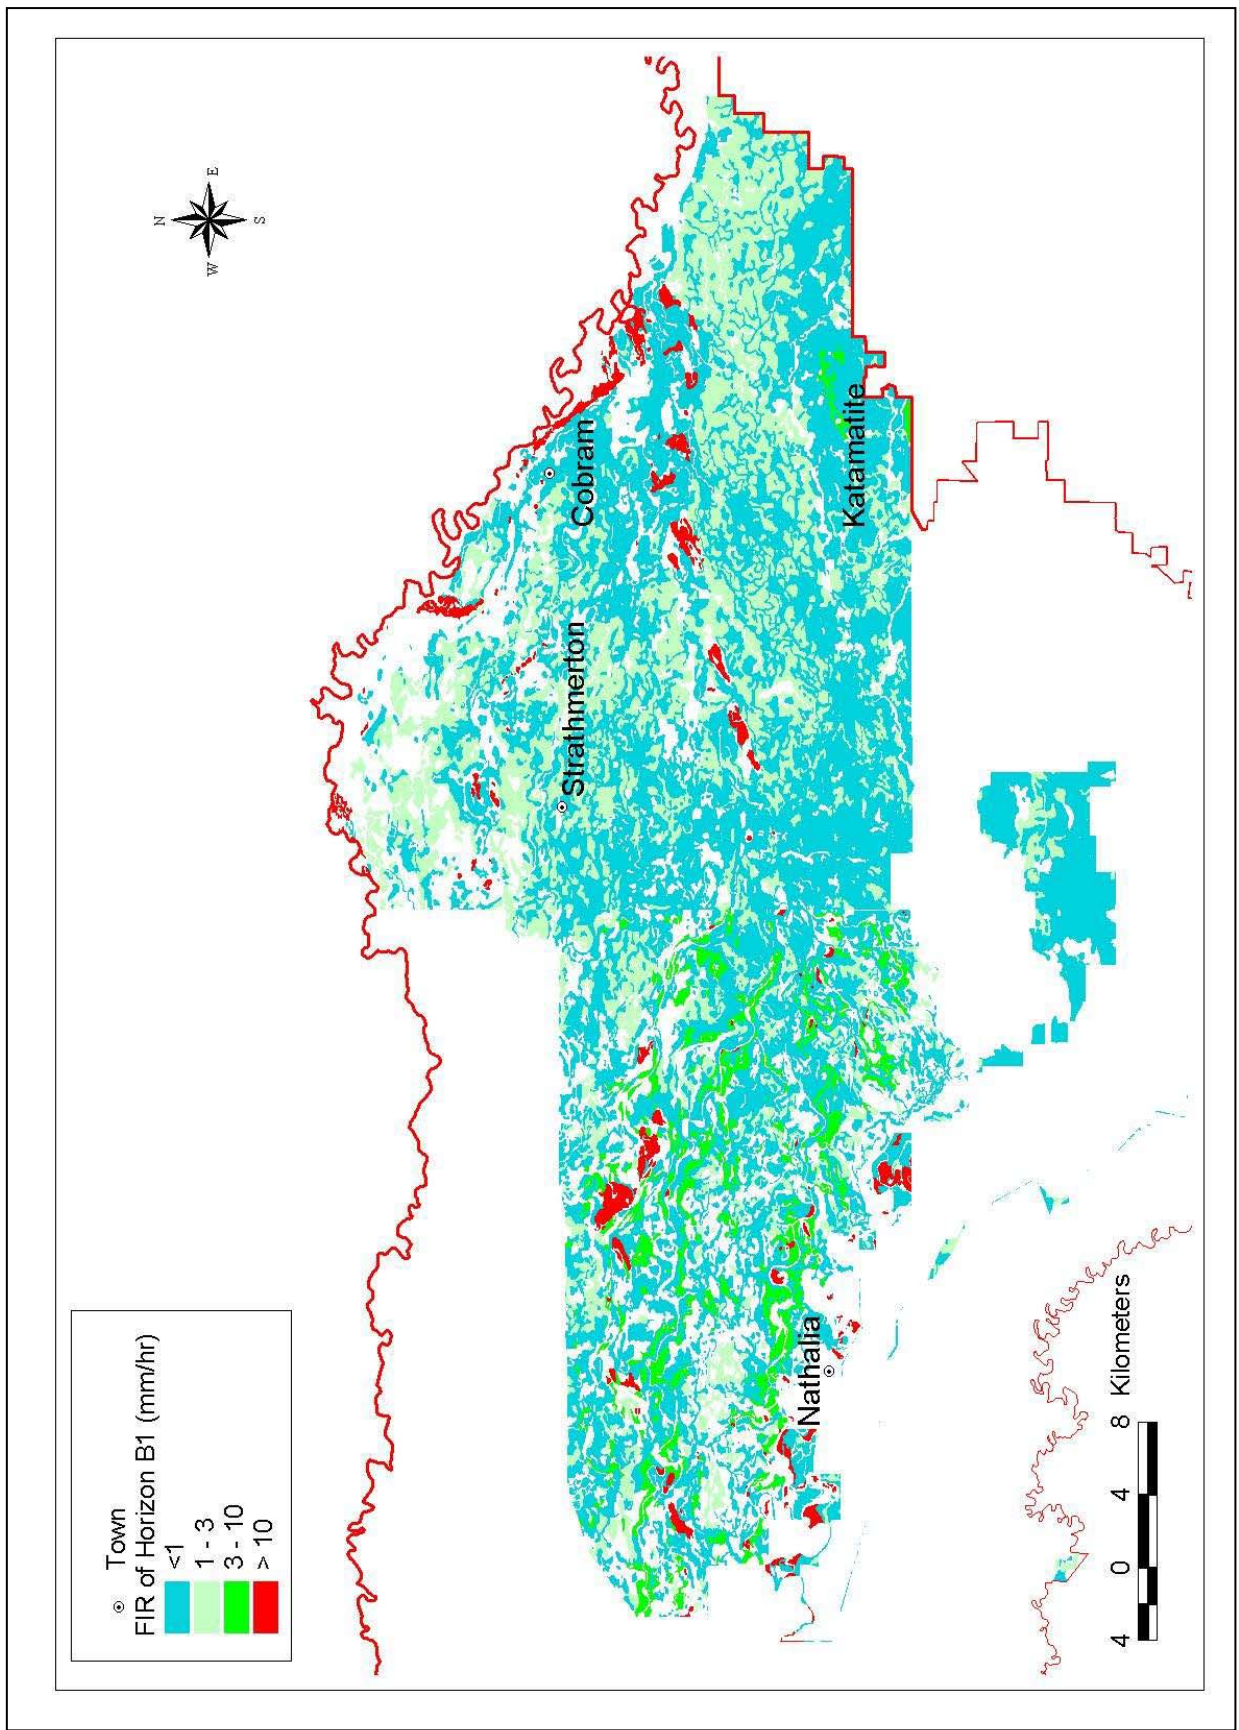 N
W
E
S
Cobram
Strathmerton
Katamatite
Nathalia
Town
FIR of Horizon B1 (mm/hr)
<1
1 - 3
3 - 10
> 10
4 0 4 8 Kilometers